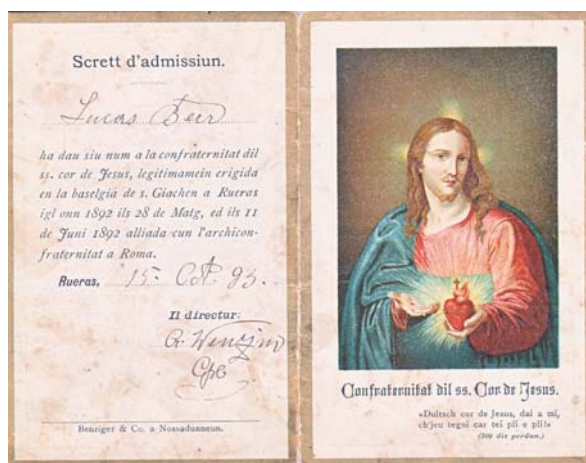 Scrett d'admissiun.
Lucas Beer
ha dau siu num a la confraternitat dil
ss. cor de Jesus, legitimamein erigida
en la baselgia de s. Giachen a Rueras
igl onn 1892 ils 28 de Matg, ed ils 11
de Juni 1892 alliada cun l'archicon-
fraternitat a Roma.
Rueras, 15. Oct. 93.
Il directur:
Benziger & Co. a Nossadunneun.
Confraternitat dil ss. Cor de Jesus.
«Dultsch cor de Jesus, dai a mi,
ch'jeu tegni car tei pli e pli!»
(300 dis perdun.)